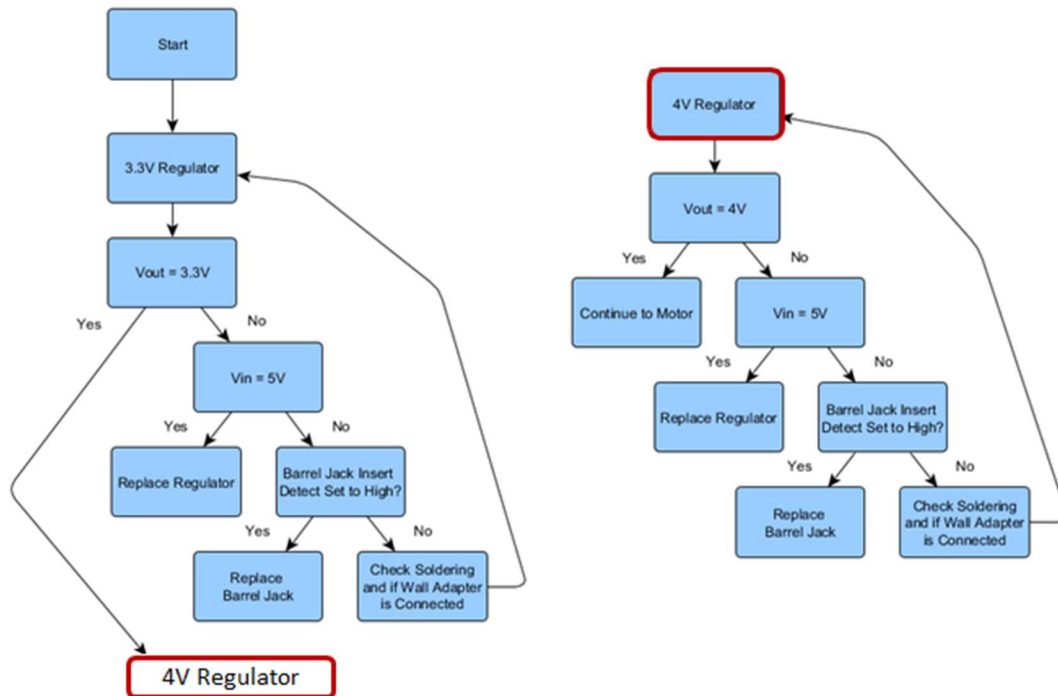 Start
3.3V Regulator
Vout = 3.3V
Yes
No
Vin = 5V
Yes
No
Replace Regulator
Barrel Jack Insert
Detect Set to High?
Yes
No
Replace
Barrel Jack
Check Soldering
and if Wall Adapter
is Connected
4V Regulator
4V Regulator
Vout = 4V
Yes
No
Continue to Motor
Vin = 5V
Yes
No
Replace Regulator
Barrel Jack Insert
Detect Set to High?
Yes
No
Replace
Barrel Jack
Check Soldering
and if Wall Adapter
is Connected